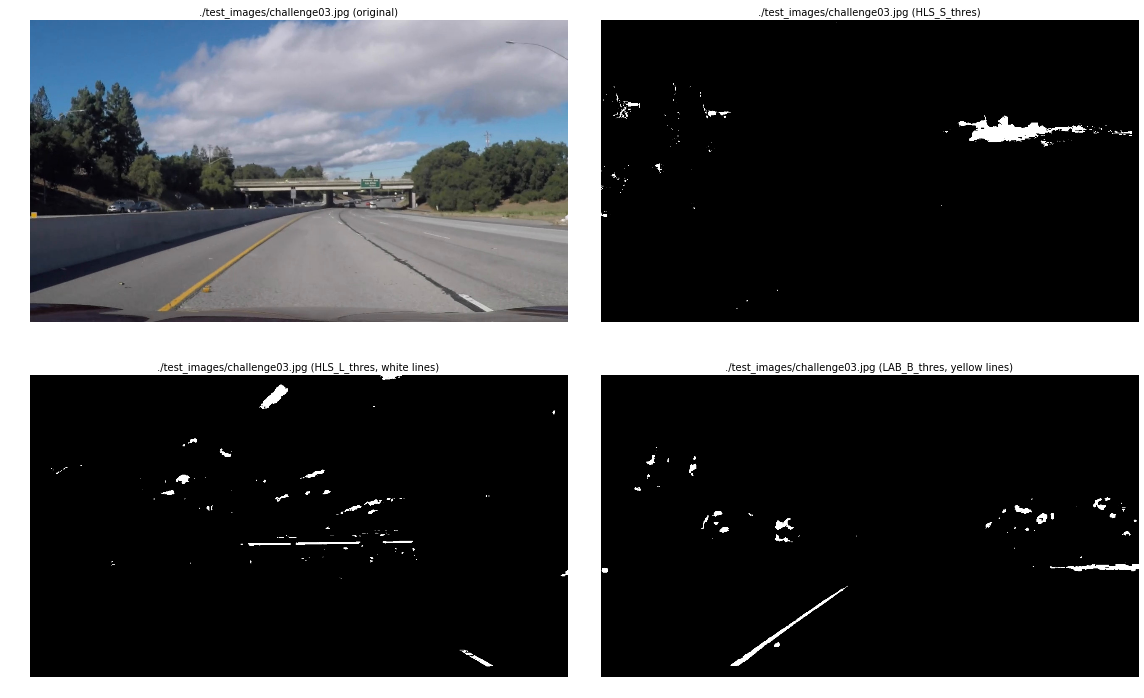 ./test_images/challenge03.jpg (original)
./test_images/challenge03.jpg (HLS_S_thres)
./test_images/challenge03.jpg (HLS_L_thres, white lines)
./test_images/challenge03.jpg (LAB_B_thres, yellow lines)